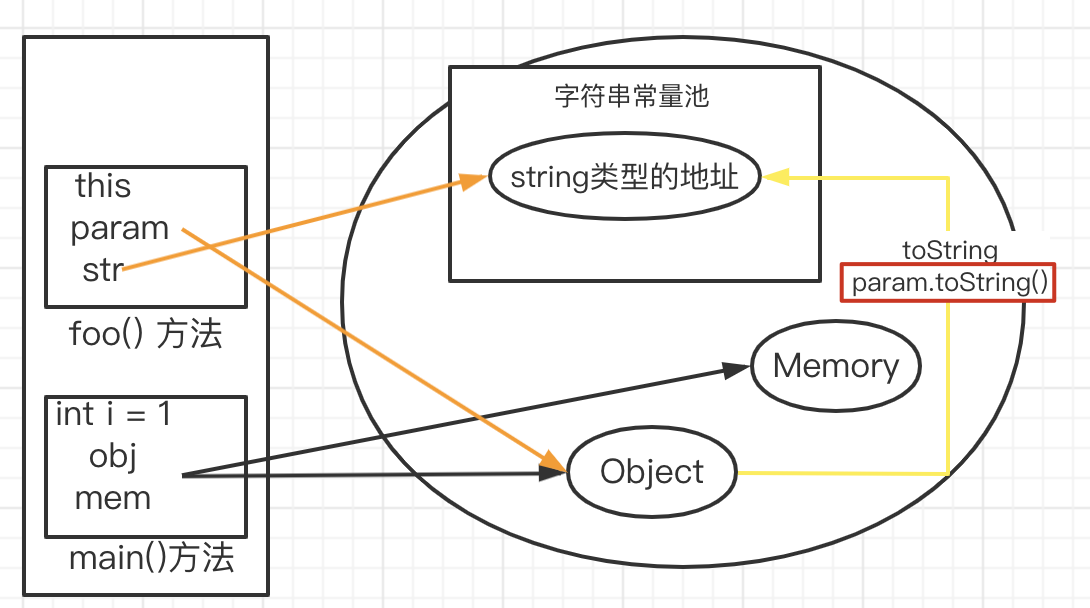 this
param
str
foo() 方法
int i = 1
obj
mem
main()方法
字符串常量池
string类型的地址
toString
param.toString()
Memory
Object